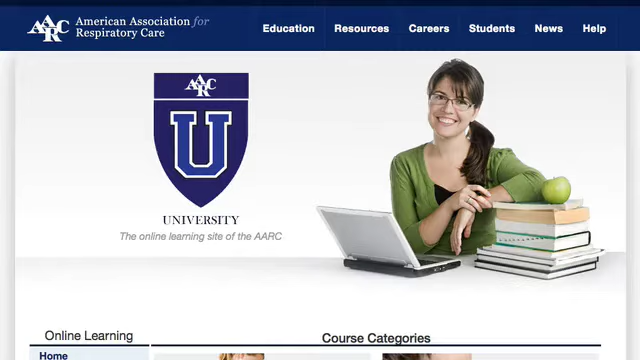 AARC American Association for
Respiratory Care
Education Resources Careers Students News Help
AARC
U
UNIVERSITY
The online learning site of the AARC
Online Learning
Course Categories
Home